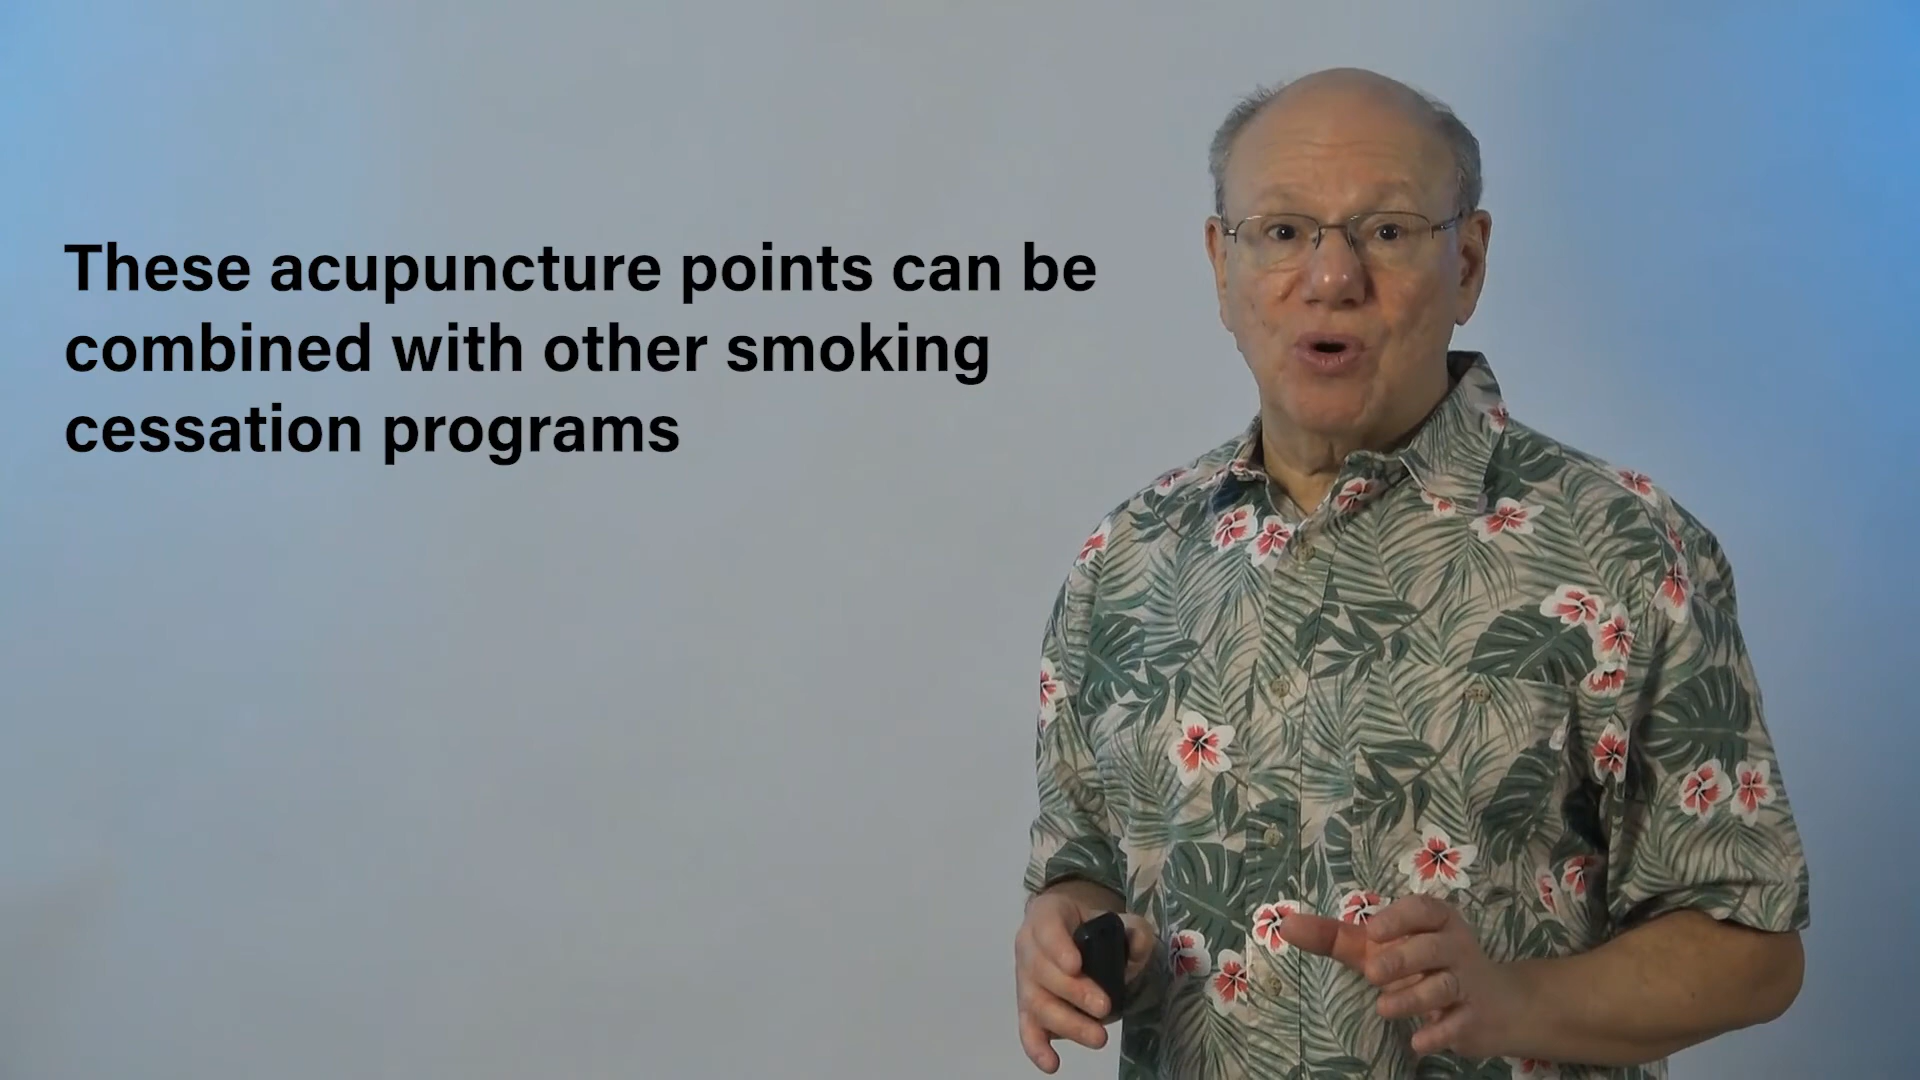 These acupuncture points can be
combined with other smoking
cessation programs